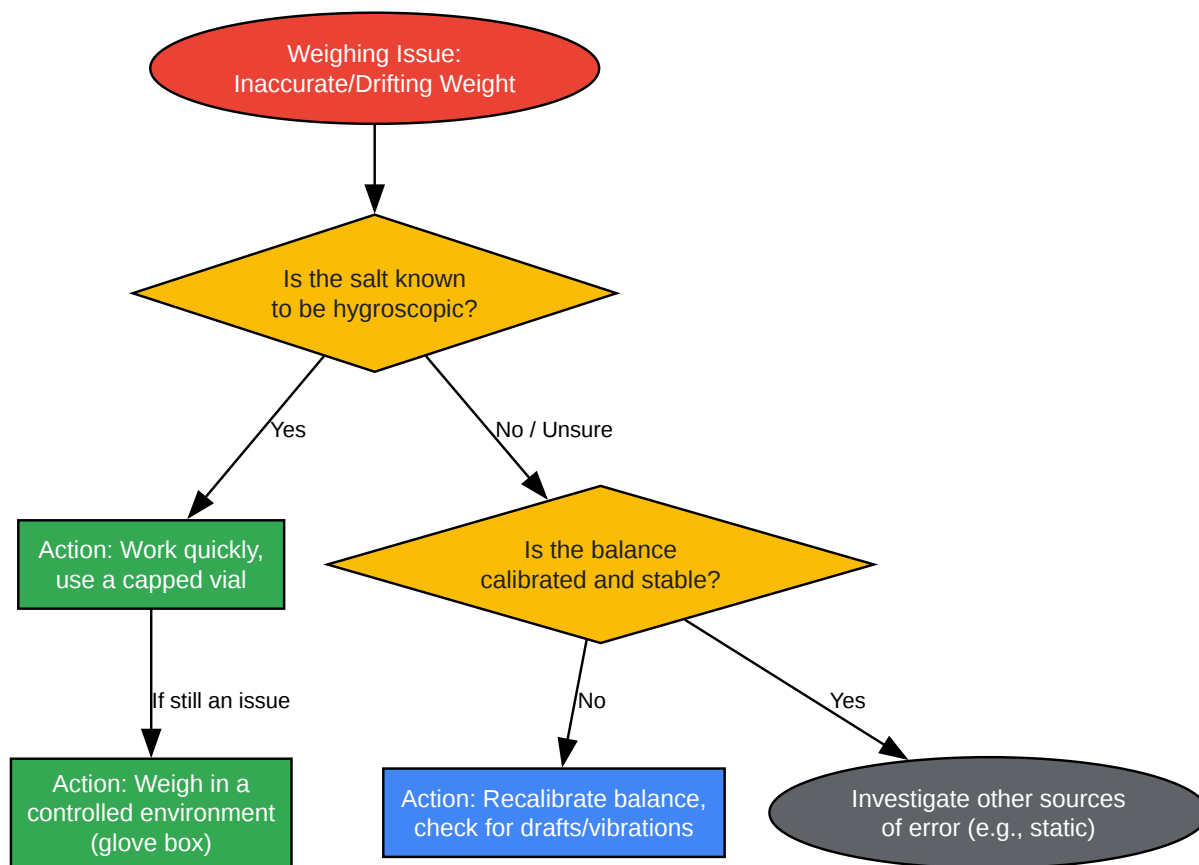 Weighing Issue:
Inaccurate/Drifting Weight
Is the salt known
to be hygroscopic?
Yes
No / Unsure
Action: Work quickly,
use a capped vial
Is the balance
calibrated and stable?
If still an issue
No
Yes
Action: Weigh in a
controlled environment
(glove box)
Action: Recalibrate balance,
check for drafts/vibrations
Investigate other sources
of error (e.g., static)